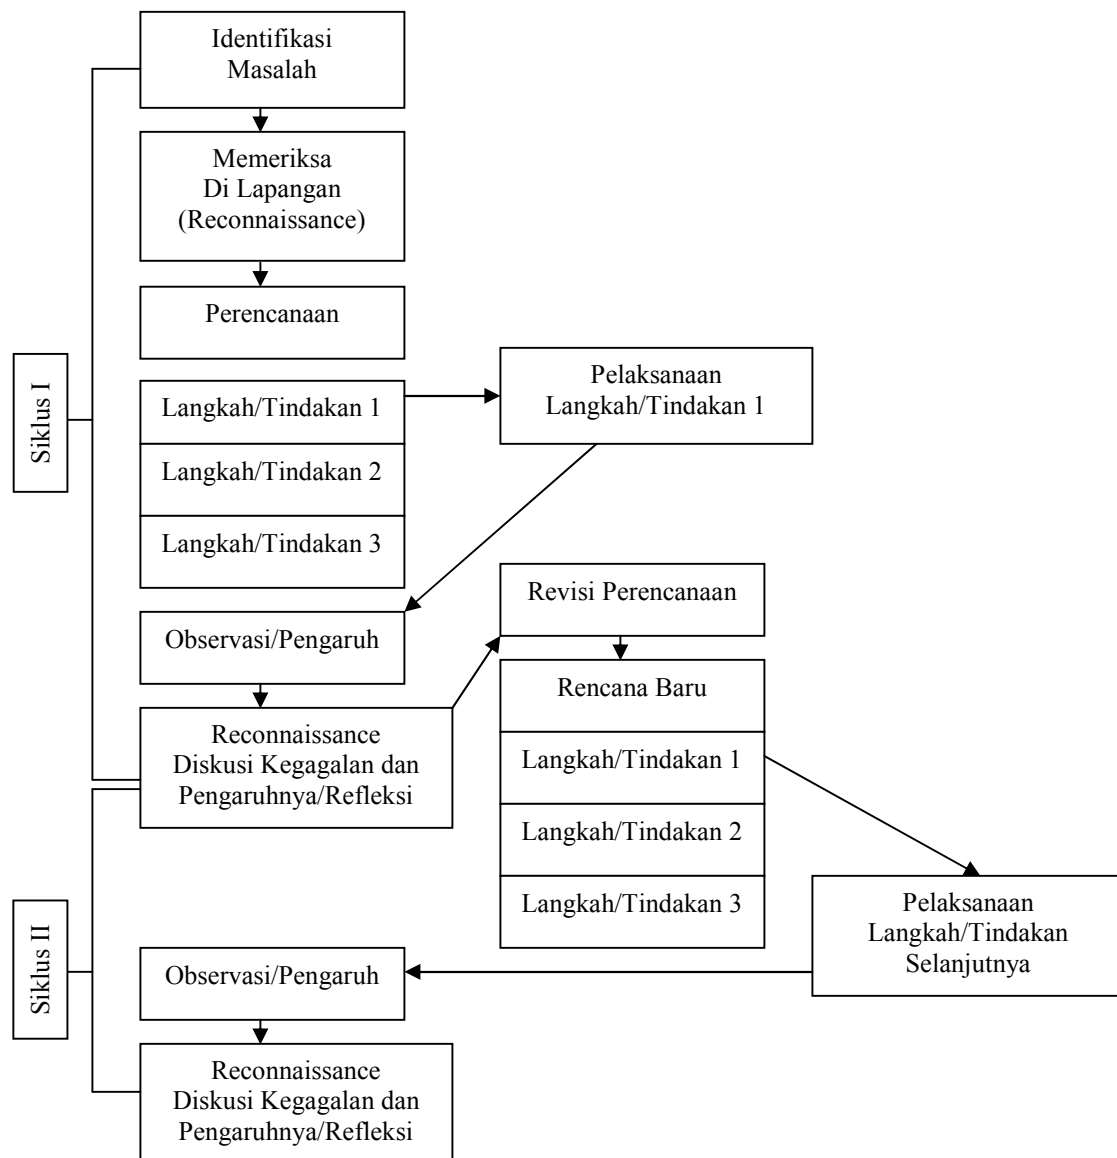 Identifikasi
Masalah
Memeriksa
Di Lapangan
(Reconnaissance)
Perencanaan
Siklus I
Langkah/Tindakan 1
Langkah/Tindakan 2
Langkah/Tindakan 3
Pelaksanaan
Langkah/Tindakan 1
Observasi/Pengaruh
Reconnaissance
Diskusi Kegagalan dan
Pengaruhnya/Refleksi
Revisi Perencanaan
Rencana Baru
Langkah/Tindakan 1
Langkah/Tindakan 2
Langkah/Tindakan 3
Pelaksanaan
Langkah/Tindakan
Selanjutnya
Siklus II
Observasi/Pengaruh
Reconnaissance
Diskusi Kegagalan dan
Pengaruhnya/Refleksi